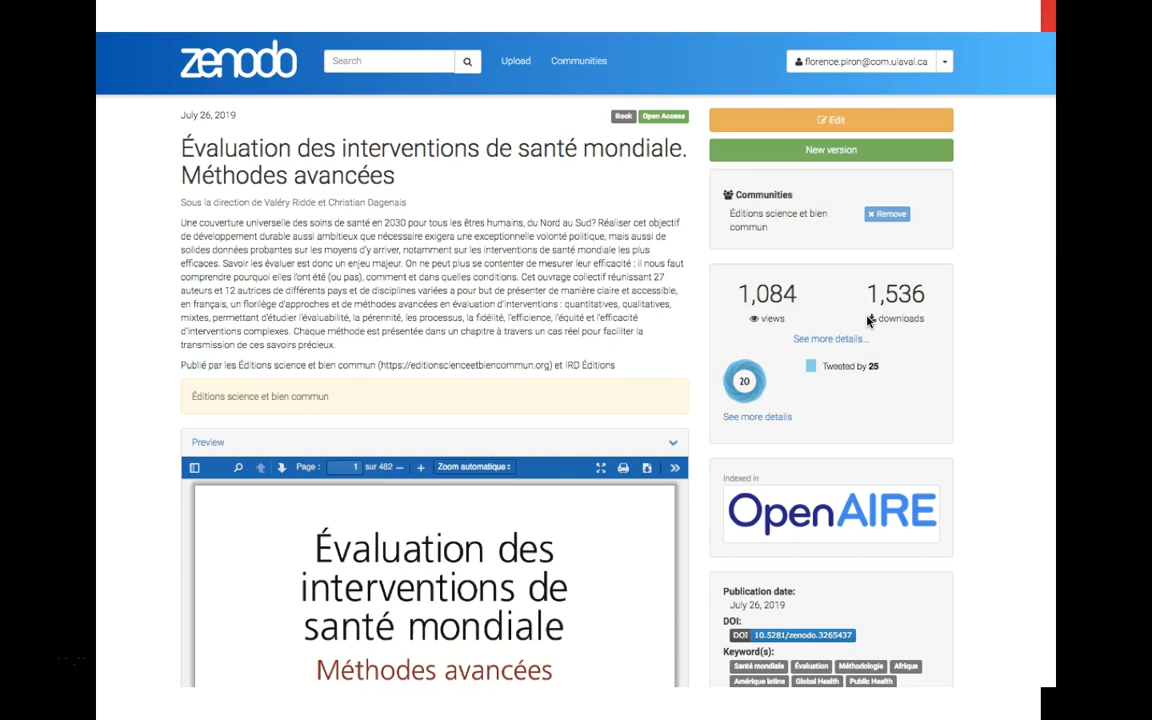 zenodo
Search
Upload
Communities
florence.piron@com.ulaval.ca
July 26, 2019
Book
Open Access
Évaluation des interventions de santé mondiale.
Méthodes avancées
Sous la direction de Valéry Ridde et Christian Dagenais
Une couverture universelle des soins de santé en 2030 pour tous les êtres humains, du Nord au Sud? Réaliser cet objectif
de développement durable aussi ambitieux que nécessaire exigera une exceptionnelle volonté politique, mais aussi de
solides données probantes sur les moyens d'y arriver, notamment sur les interventions de santé mondiale les plus
efficaces. Savoir les évaluer est donc un enjeu majeur. On ne peut plus se contenter de mesurer leur efficacité : il nous faut
comprendre pourquoi elles l'ont été (ou pas), comment et dans quelles conditions. Cet ouvrage collectif réunissant 27
auteurs et 12 autrices de différents pays et de disciplines variées a pour but de présenter de manière claire et accessible,
en français, un florilège d'approches et de méthodes avancées en évaluation d'interventions : quantitatives, qualitatives,
mixtes, permettant d'étudier l'évaluabilité, la pérennité, les processus, la fidélité, l'efficience, l'équité et l'efficacité
d'interventions complexes. Chaque méthode est présentée dans un chapitre à travers un cas réel pour faciliter la
transmission de ces savoirs précieux.
Publié par les Éditions science et bien commun (https://editionscienceetbiencommun.org) et IRD Éditions
Éditions science et bien commun
Preview
Page :
1
sur 482
Zoom automatique
Évaluation des
interventions de
santé mondiale
Méthodes avancées
Edit
New version
Communities
Éditions science et bien
commun
Remove
1,084
1,536
views
downloads
See more details...
20
Tweeted by 25
See more details
Indexed in
OpenAIRE
Publication date:
July 26, 2019
DOI:
DOI 10.5281/zenodo.3265437
Keyword(s):
Santé mondiale Évaluation Méthodologie Afrique
Amérique latine Global Health Public Health